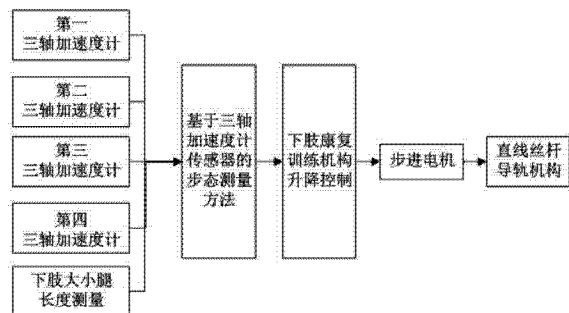 第一
三轴加速度计
第二
三轴加速度计
第三
三轴加速度计
第四
三轴加速度计
下肢大小腿
长度测量
基于三轴
加速度计
传感器的
步态测量
方法
下肢康复
训练机构
升降控制
步进电机
直线丝杆
导轨机构